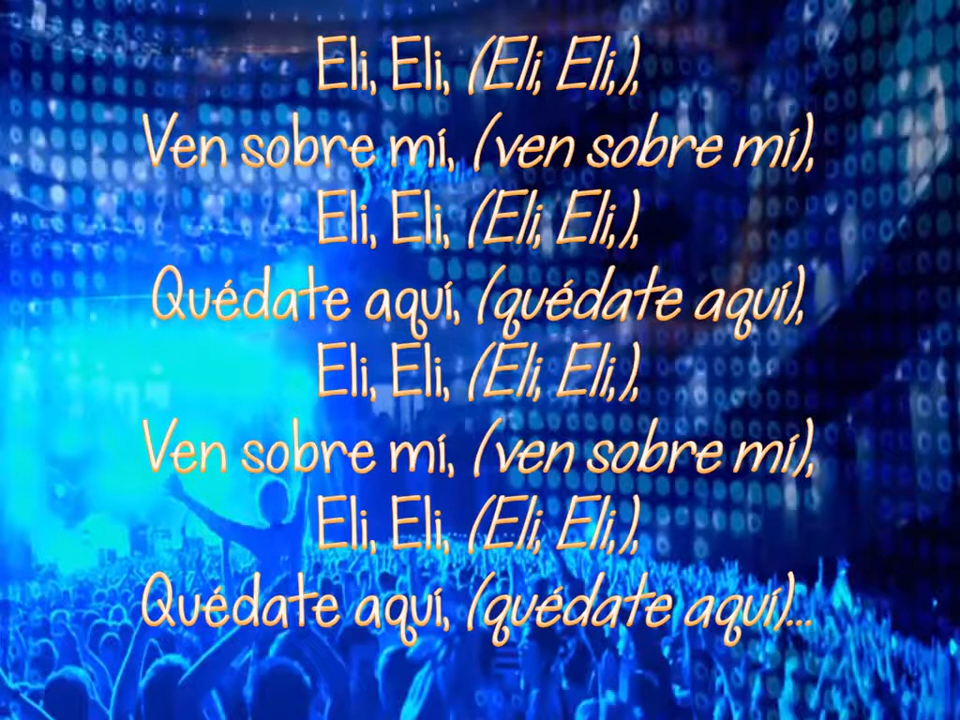 Eli, Eli, (Eli, Eli,),
Ven sobre mí, (ven sobre mí),
Eli, Eli, (Eli, Eli,),
Quédate aquí, (quédate aquí),
Eli, Eli, (Eli, Eli,),
Ven sobre mí, (ven sobre mí),
Eli, Eli, (Eli, Eli,),
Quédate aquí, (quédate aquí)...